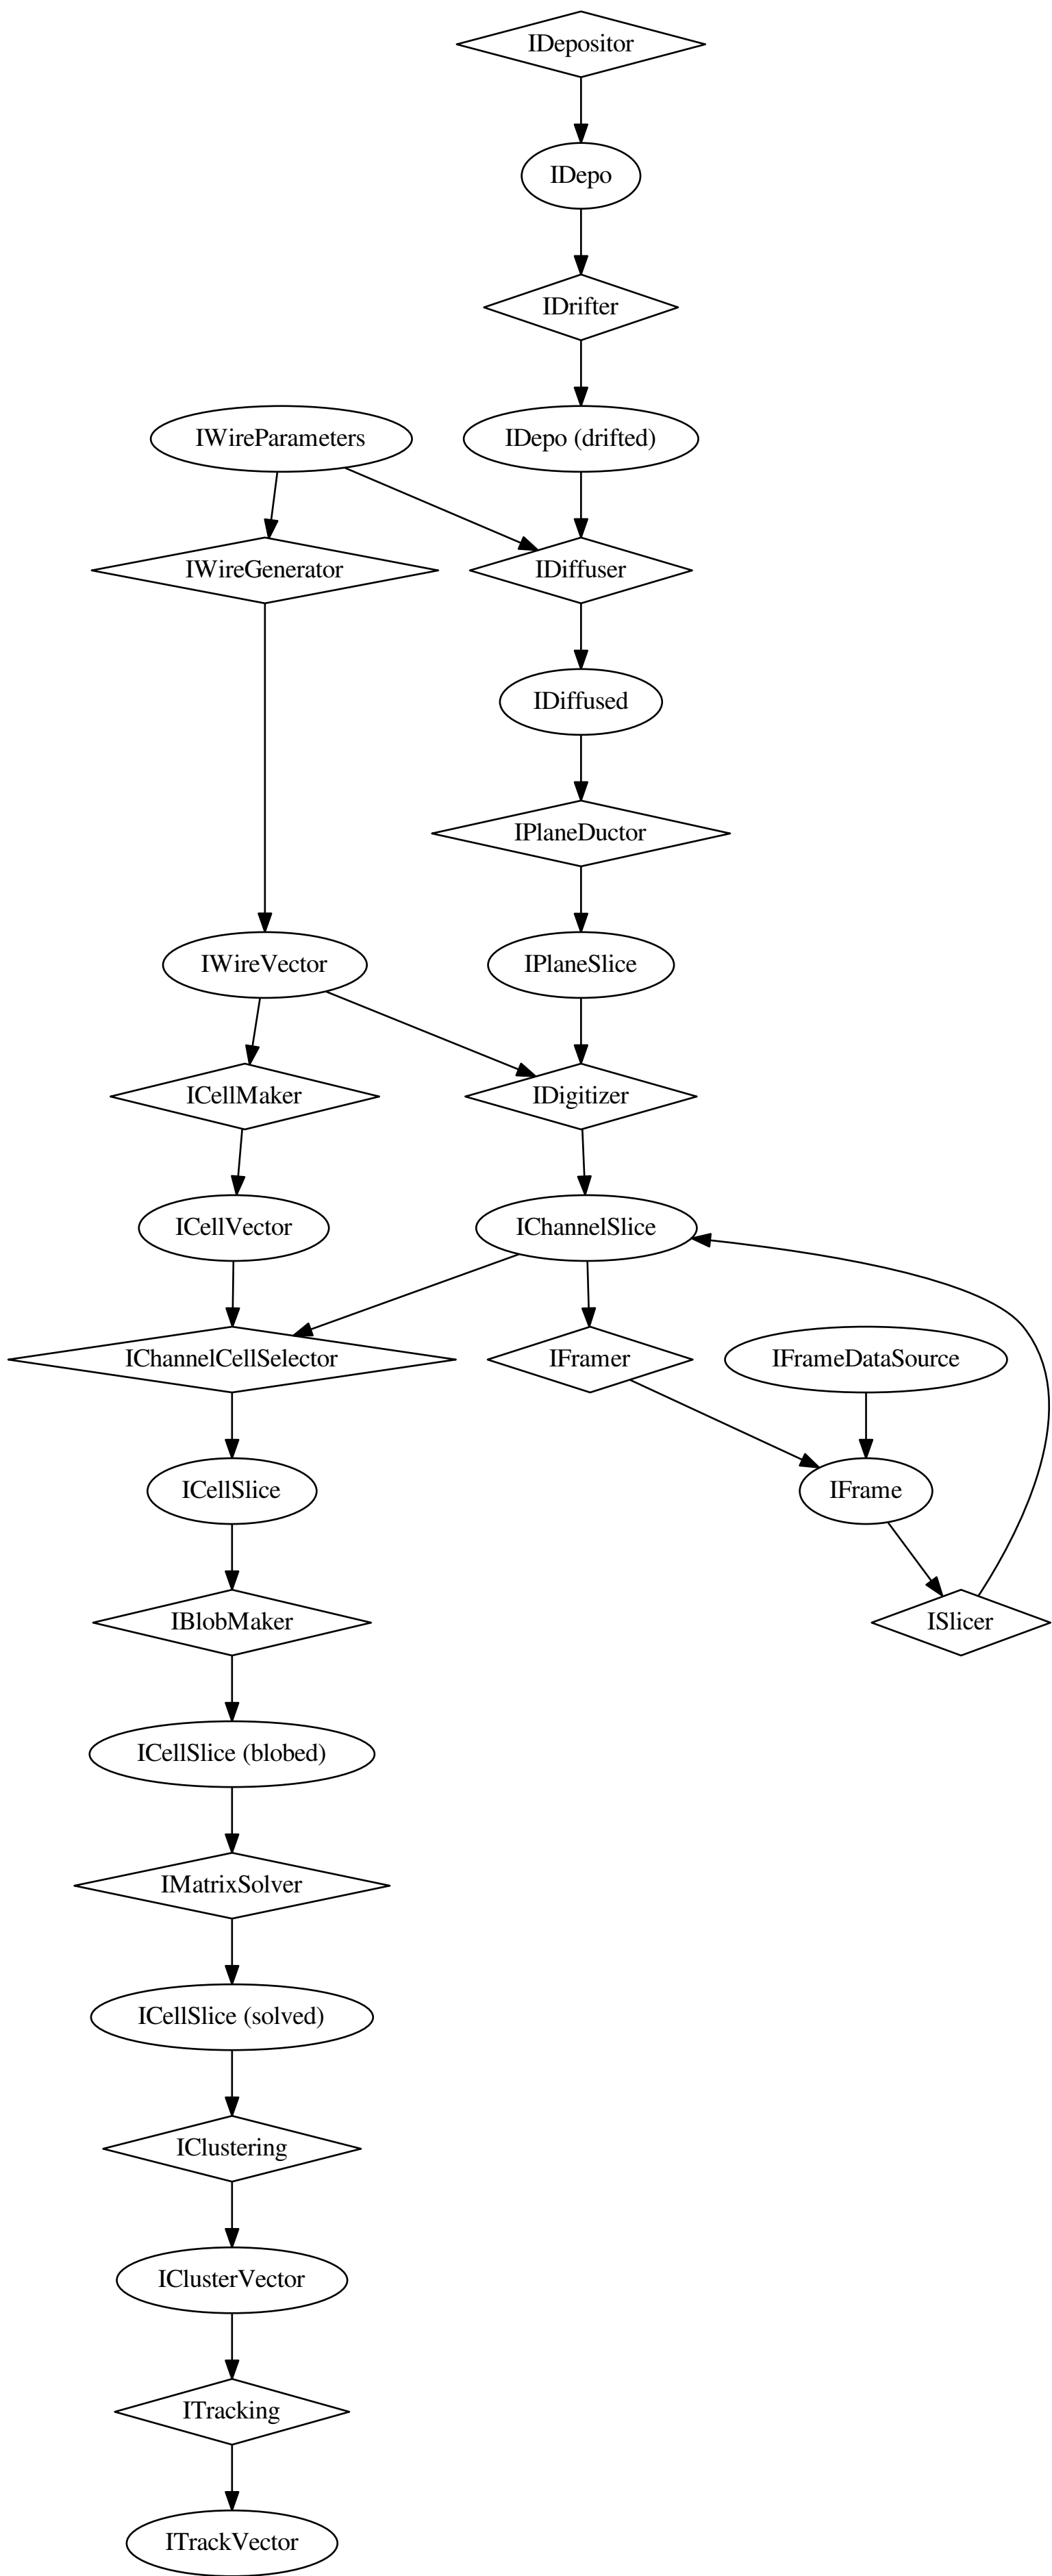 IDepositor
IDepo
IDrifter
IWireParameters
IDepo (drifted)
IWireGenerator
IDiffuser
IDiffused
IPlaneDuctor
IWireVector
IPlaneSlice
ICellMaker
IDigitizer
ICellVector
IChannelSlice
IChannelCellSelector
IFramer
IFrameDataSource
ICellSlice
IFrame
IBlobMaker
ISlicer
ICellSlice (blobed)
IMatrixSolver
ICellSlice (solved)
IClustering
IClusterVector
ITracking
ITrackVector